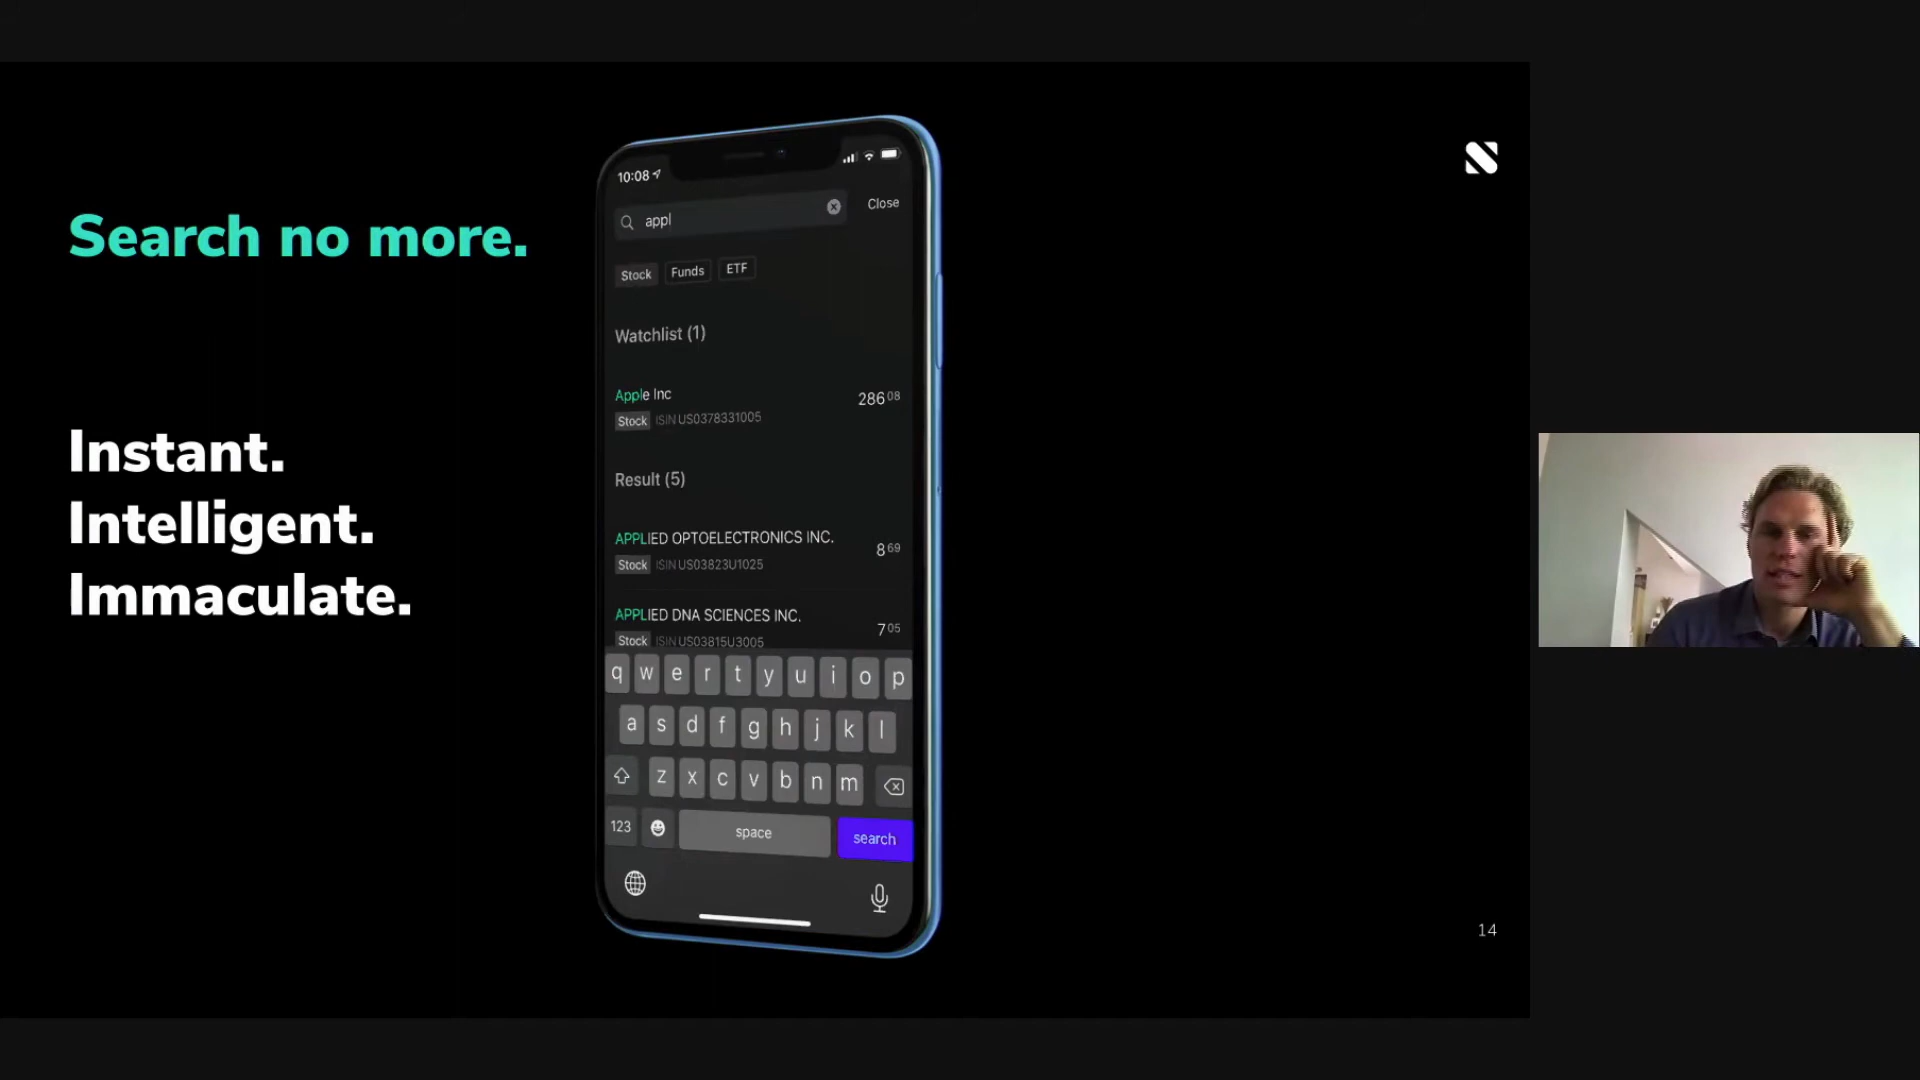 Search no more.
Instant.
Intelligent.
Immaculate.
10:08
appl
Close
Stock Funds ETF
Watchlist (1)
Apple Inc 286 08
Stock ISIN US0378331005
Result (5)
APPLIED OPTOELECTRONICS INC. 8 69
Stock ISIN US03823U1025
APPLIED DNA SCIENCES INC. 7 05
Stock ISIN US03815U3005
q w e r t y u i o p
a s d f g h j k l
z x c v b n m
123 space search
14